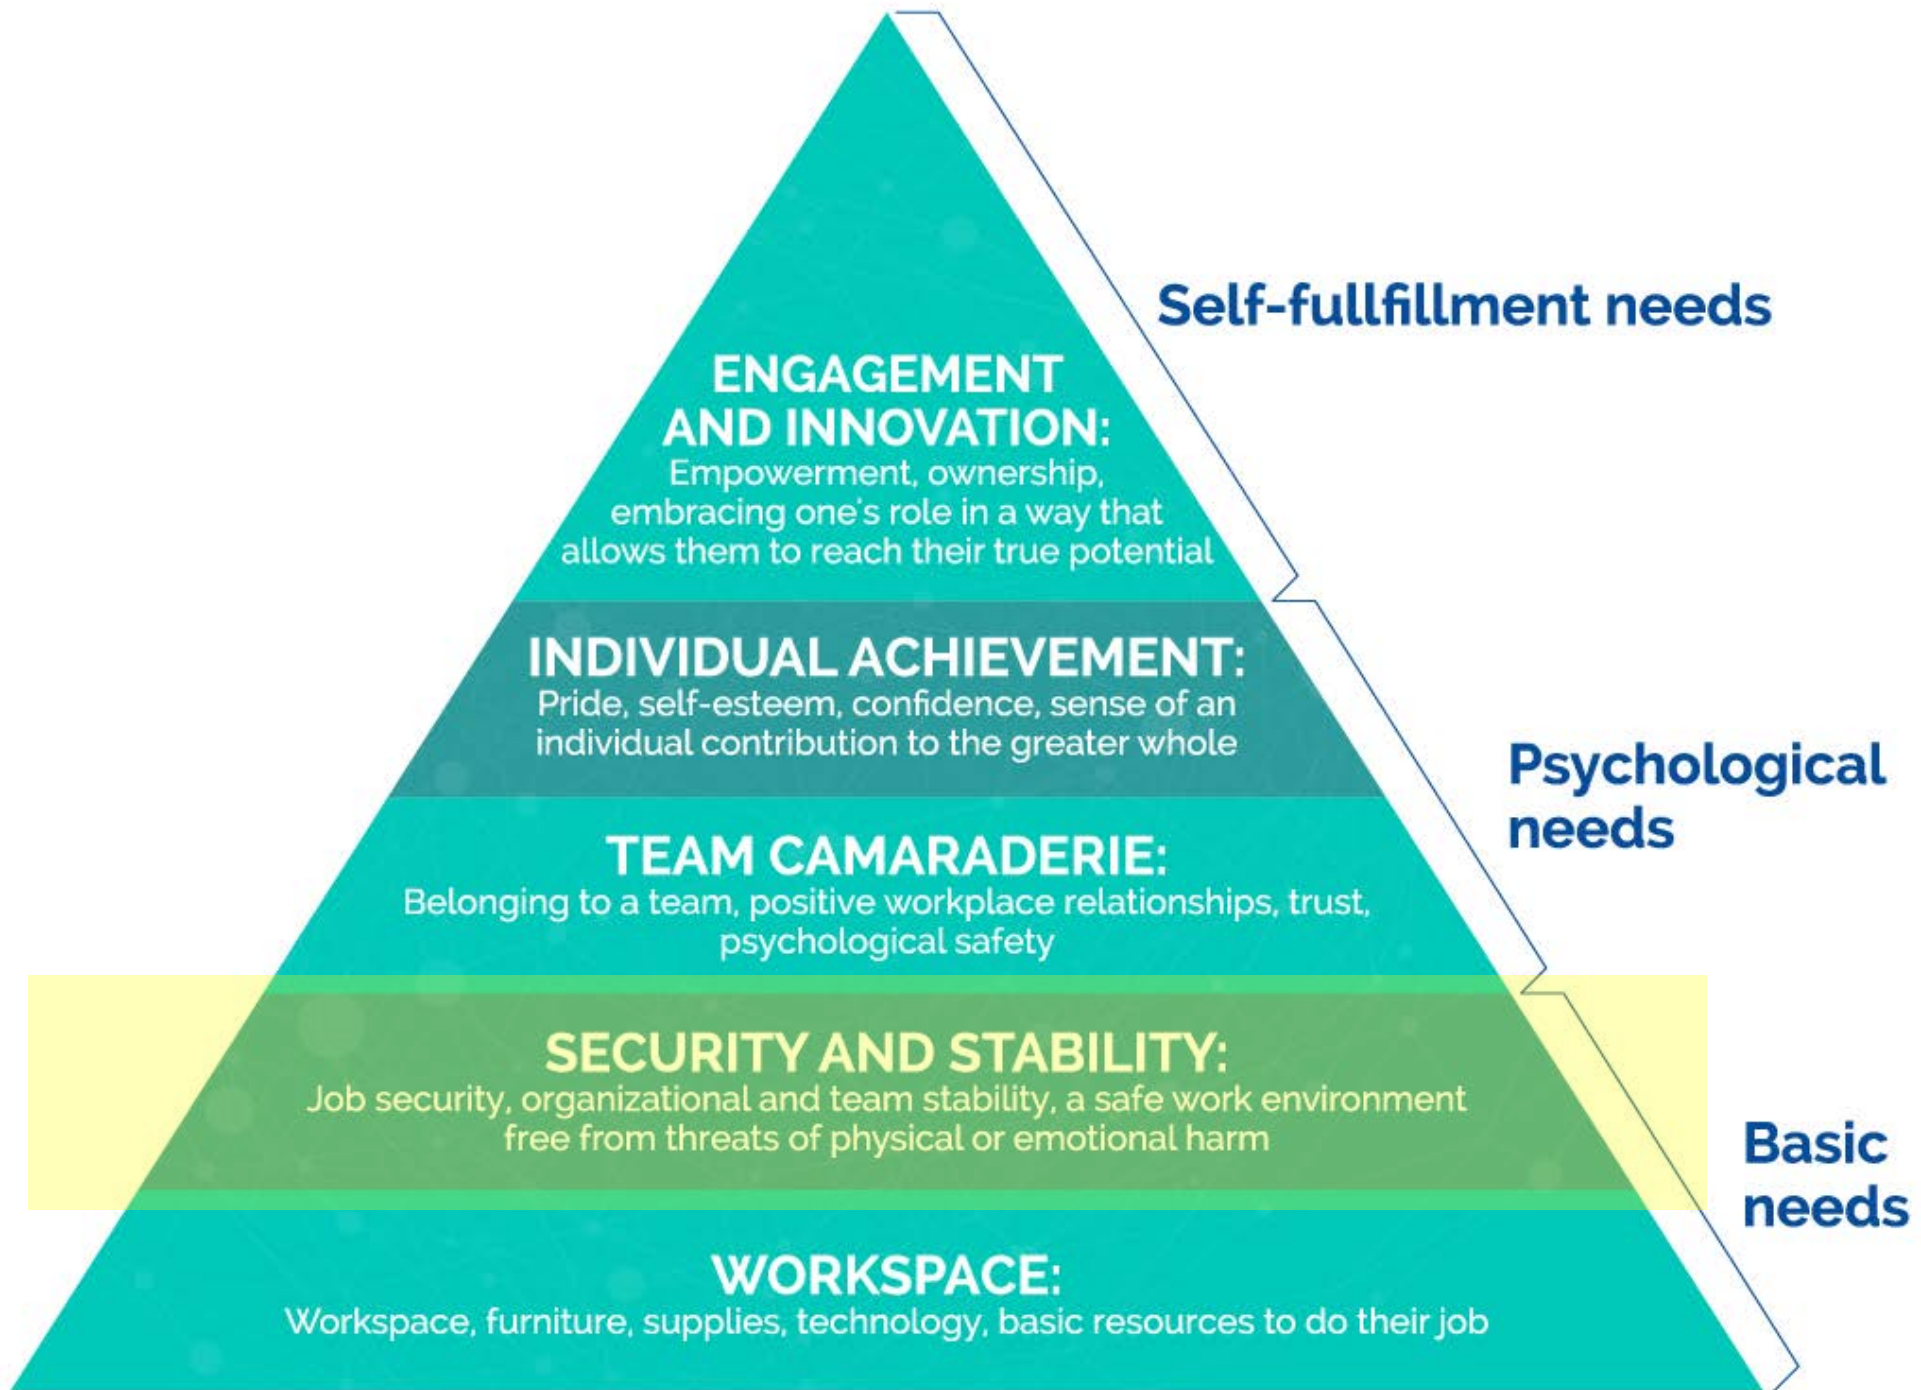 Self-fullfillment needs
ENGAGEMENT
AND INNOVATION:
Empowerment, ownership,
embracing one's role in a way that
allows them to reach their true potential
INDIVIDUAL ACHIEVEMENT:
Pride, self-esteem, confidence, sense of an
individual contribution to the greater whole
Psychological
needs
TEAM CAMARADERIE:
Belonging to a team, positive workplace relationships, trust,
psychological safety
SECURITY AND STABILITY:
Job security, organizational and team stability, a safe work environment
free from threats of physical or emotional harm
Basic
needs
WORKSPACE:
Workspace, furniture, supplies, technology, basic resources to do their job